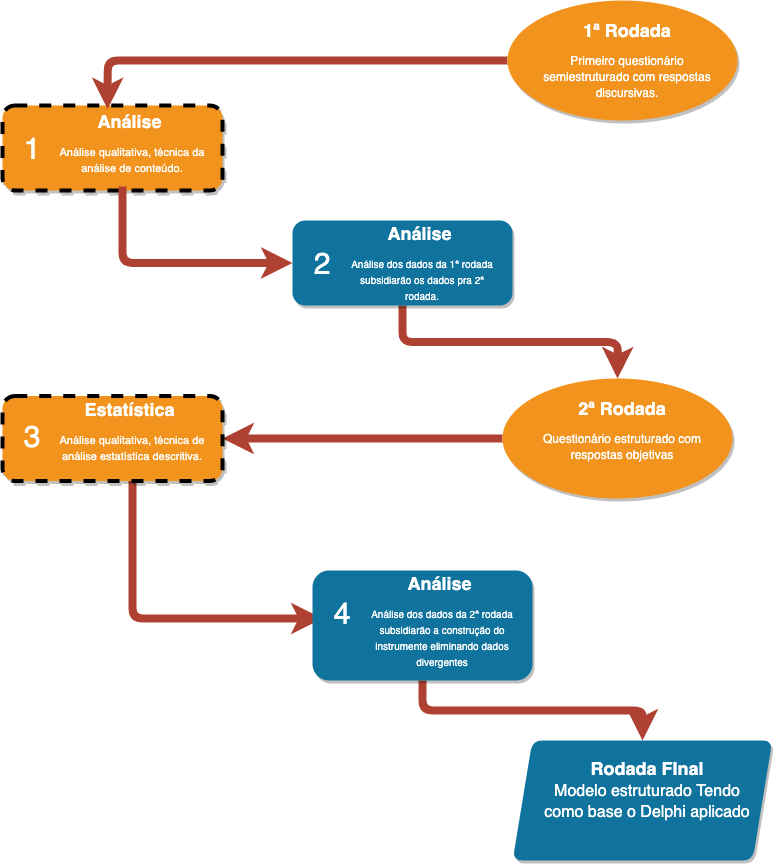 1ª Rodada
Primeiro questionário
semiestruturado com respostas
discursivas.
Análise
1
Análise qualitativa, técnica da
análise de conteúdo.
Análise
2
Análise dos dados da 1ª rodada
subsidiarão os dados pra 2ª
rodada.
2ª Rodada
Questionário estruturado com
respostas objetivas
Estatística
3
Análise qualitativa, técnica de
análise estatística descritiva.
Análise
4
Análise dos dados da 2ª rodada
subsidiarão a construção do
instrumente eliminando dados
divergentes
Rodada FInal
Modelo estruturado Tendo
como base o Delphi aplicado